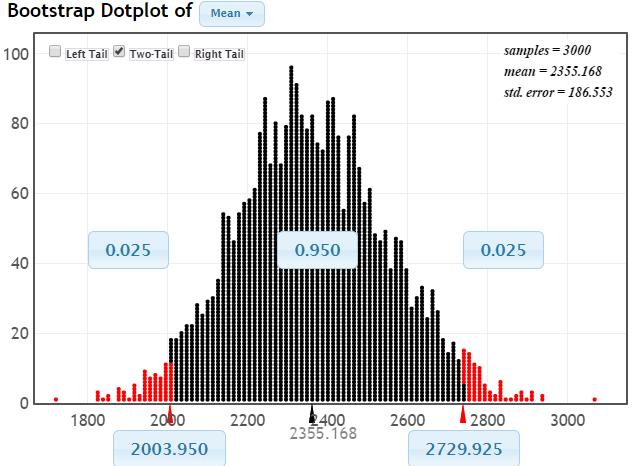 Bootstrap Dotplot of Mean
Left Tail Two-Tail Right Tail
samples = 3000
mean = 2355.168
std. error = 186.553
100
80
60
40
20
0
0.025 0.950 0.025
1800 2000 2200 2400 2600 2800 3000
2355.168
2003.950 2729.925